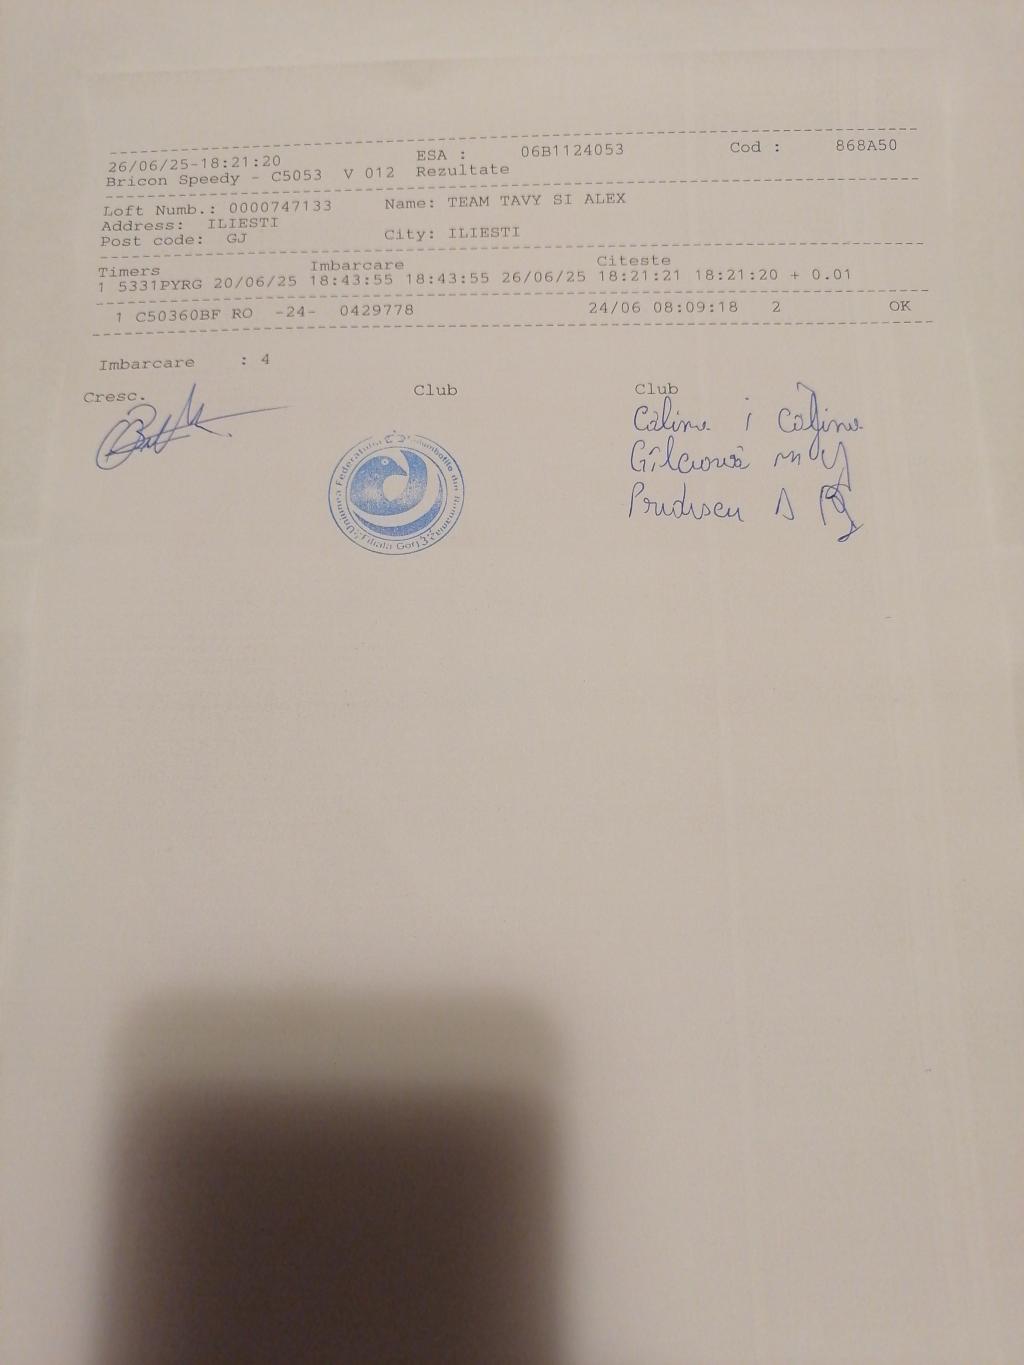 26/06/25-18:21:20 ESA : 06B1124053 Cod : 868A50
Bricon Speedy - C5053 V 012 Rezultate
Loft Numb.: 0000747133 Name: TEAM TAVY SI ALEX
Address: ILIESTI
Post code: GJ City: ILIESTI
Timers Imbarcare Citeste
1 5331PYRG 20/06/25 18:43:55 18:43:55 26/06/25 18:21:21 18:21:20 + 0.01
1 C50360BF RO -24- 0429778 24/06 08:09:18 2 OK
Imbarcare : 4
Cresc. Club Club
Filiala Gorj